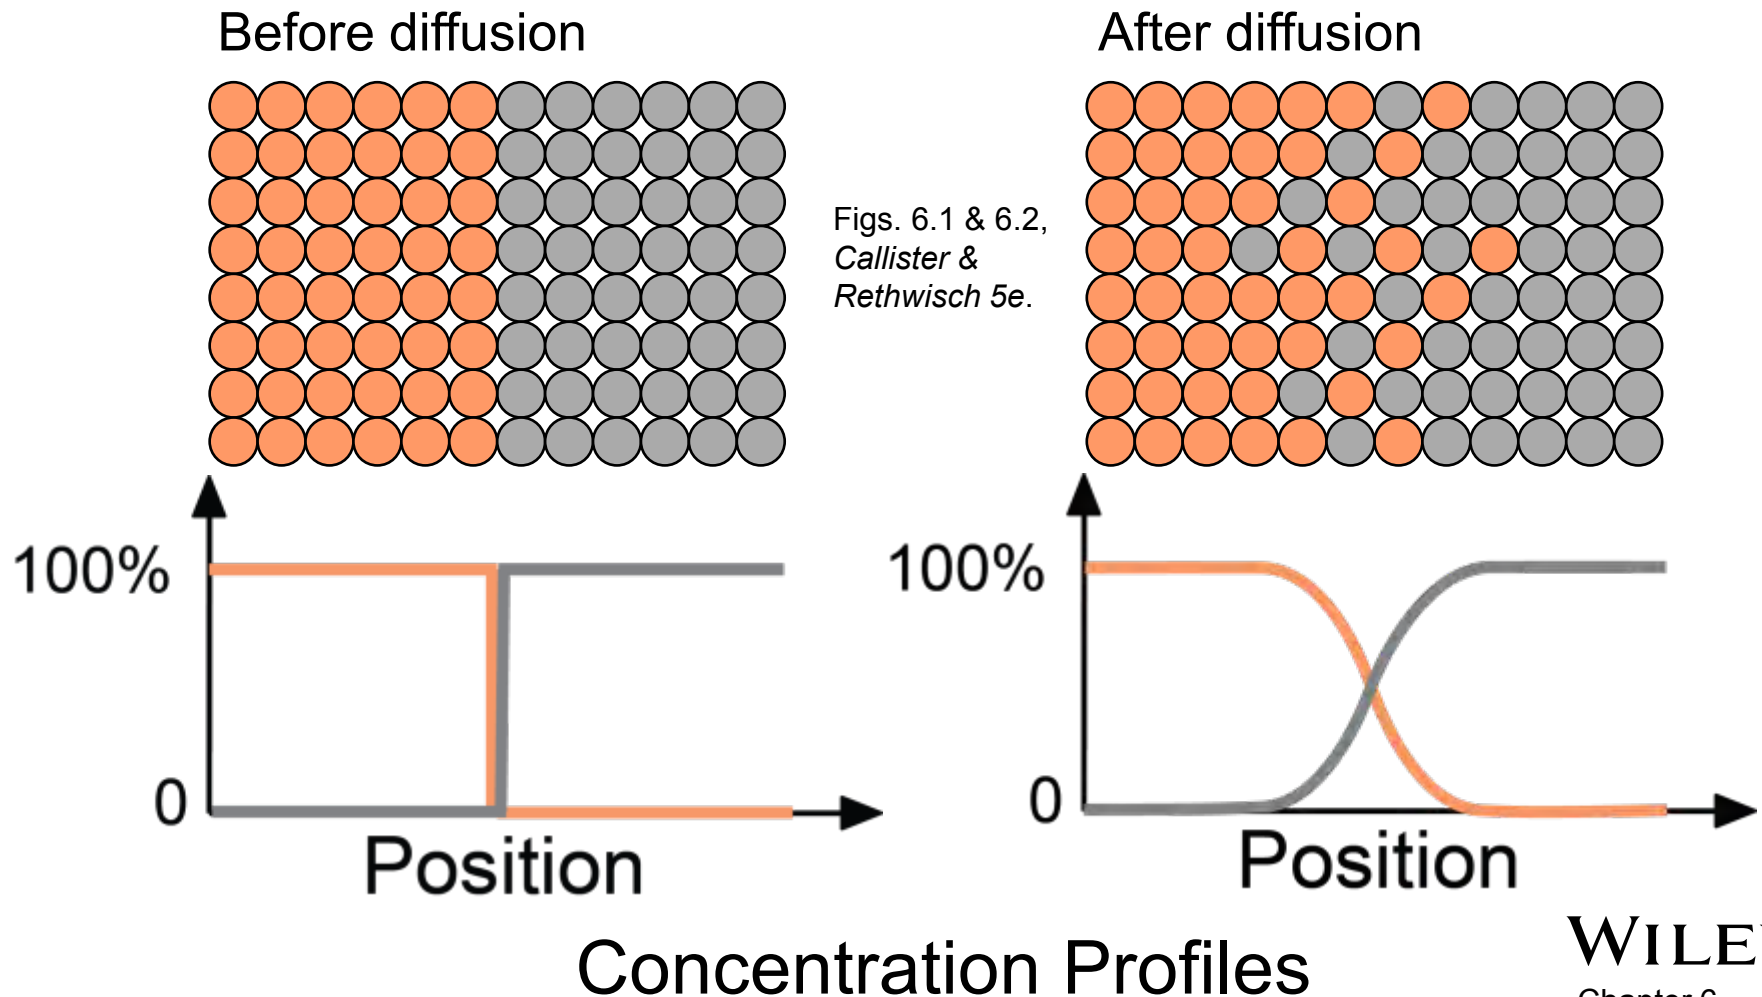 Before diffusion
After diffusion
Figs. 6.1 & 6.2,
Callister &
Rethwisch 5e.
100%
0
Position
100%
0
Position
Concentration Profiles
WILE